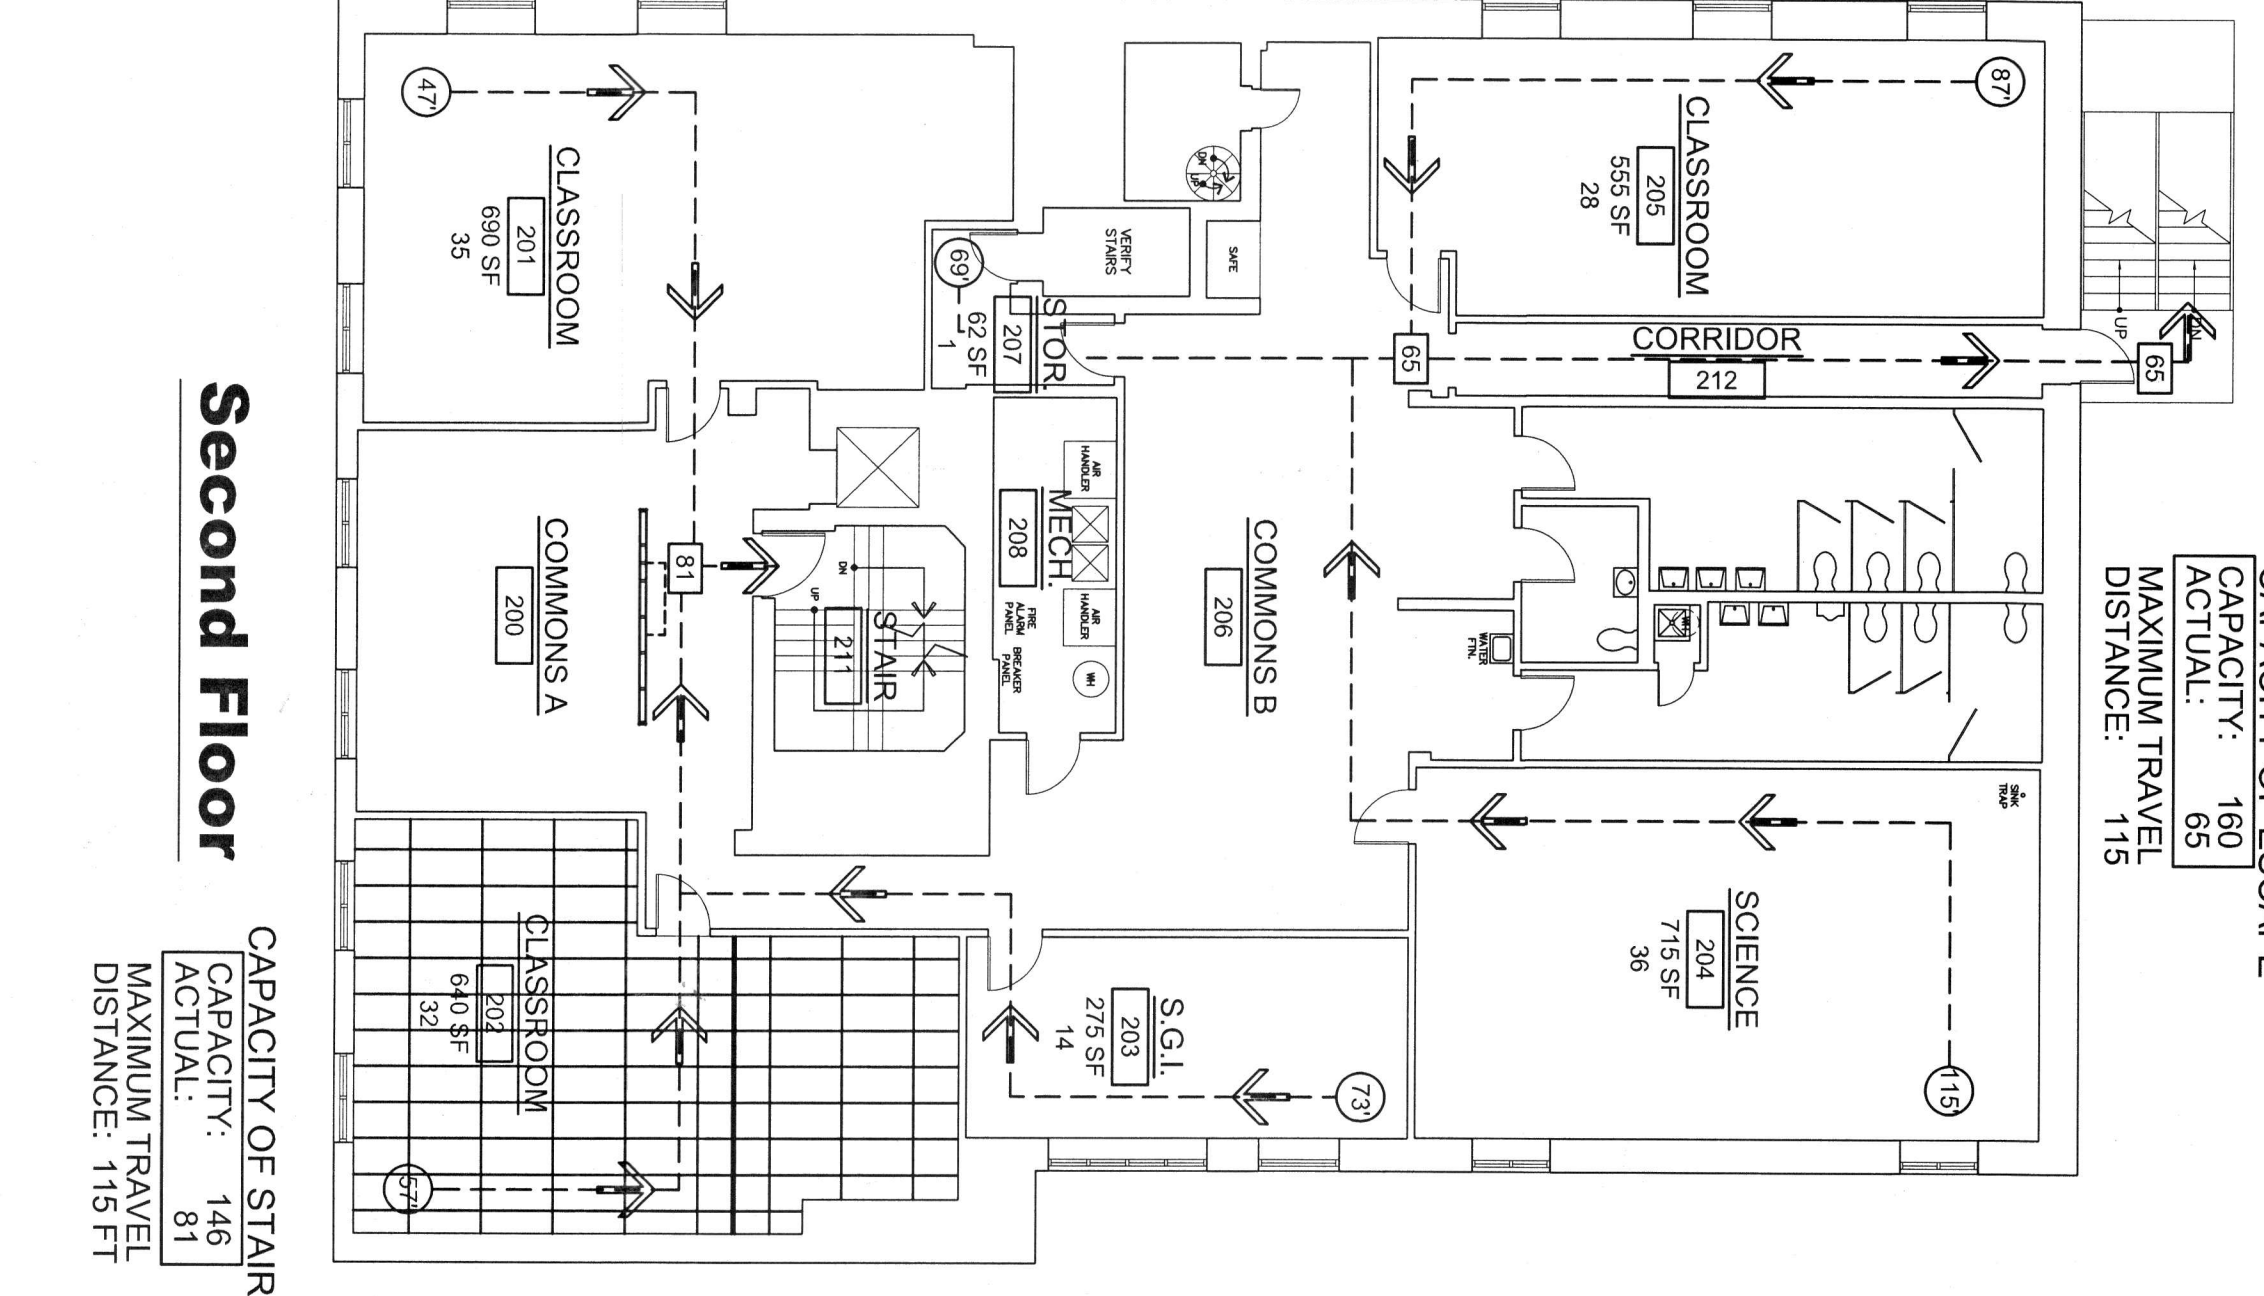 Second Floor
CAPACITY OF STAIR
CAPACITY: 146
ACTUAL: 81
MAXIMUM TRAVEL
DISTANCE: 115 FT
CAPACITY: 160
ACTUAL: 65
MAXIMUM TRAVEL
DISTANCE: 115
47'
CLASSROOM
201
690 SF
35
COMMONS A
200
81
CLASSROOM
202
640 SF
32
57'
69'
STOR.
207
62 SF
1
VERIFY
STAIRS
SAFE
DN
UP
MECH.
208
AIR
HANDLER
AIR
HANDLER
FIRE
ALARM
PANEL
BREAKER
PANEL
WH
STAIR
211
DN
UP
COMMONS B
206
S.G.I.
203
275 SF
14
73'
87'
CLASSROOM
205
555 SF
28
65
CORRIDOR
212
65
UP
DN
WATER
FTN.
WH
SCIENCE
204
715 SF
36
SINK
TRAP
115'